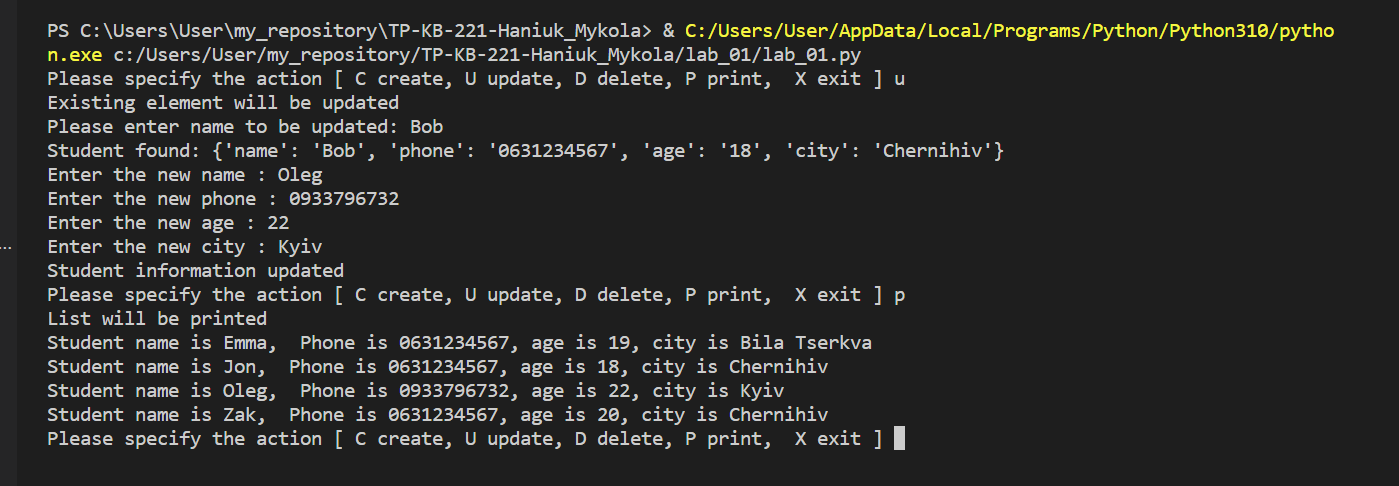 PS C:\Users\User\my_repository\TP-KB-221-Haniuk_Mykola> & C:/Users/User/AppData/Local/Programs/Python/Python310/pytho
n.exe c:/Users/User/my_repository/TP-KB-221-Haniuk_Mykola/lab_01/lab_01.py
Please specify the action [ C create, U update, D delete, P print,  X exit ] u
Existing element will be updated
Please enter name to be updated: Bob
Student found: {'name': 'Bob', 'phone': '0631234567', 'age': '18', 'city': 'Chernihiv'}
Enter the new name : Oleg
Enter the new phone : 0933796732
Enter the new age : 22
Enter the new city : Kyiv
Student information updated
Please specify the action [ C create, U update, D delete, P print,  X exit ] p
List will be printed
Student name is Emma,  Phone is 0631234567, age is 19, city is Bila Tserkva
Student name is Jon,  Phone is 0631234567, age is 18, city is Chernihiv
Student name is Oleg,  Phone is 0933796732, age is 22, city is Kyiv
Student name is Zak,  Phone is 0631234567, age is 20, city is Chernihiv
Please specify the action [ C create, U update, D delete, P print,  X exit ]